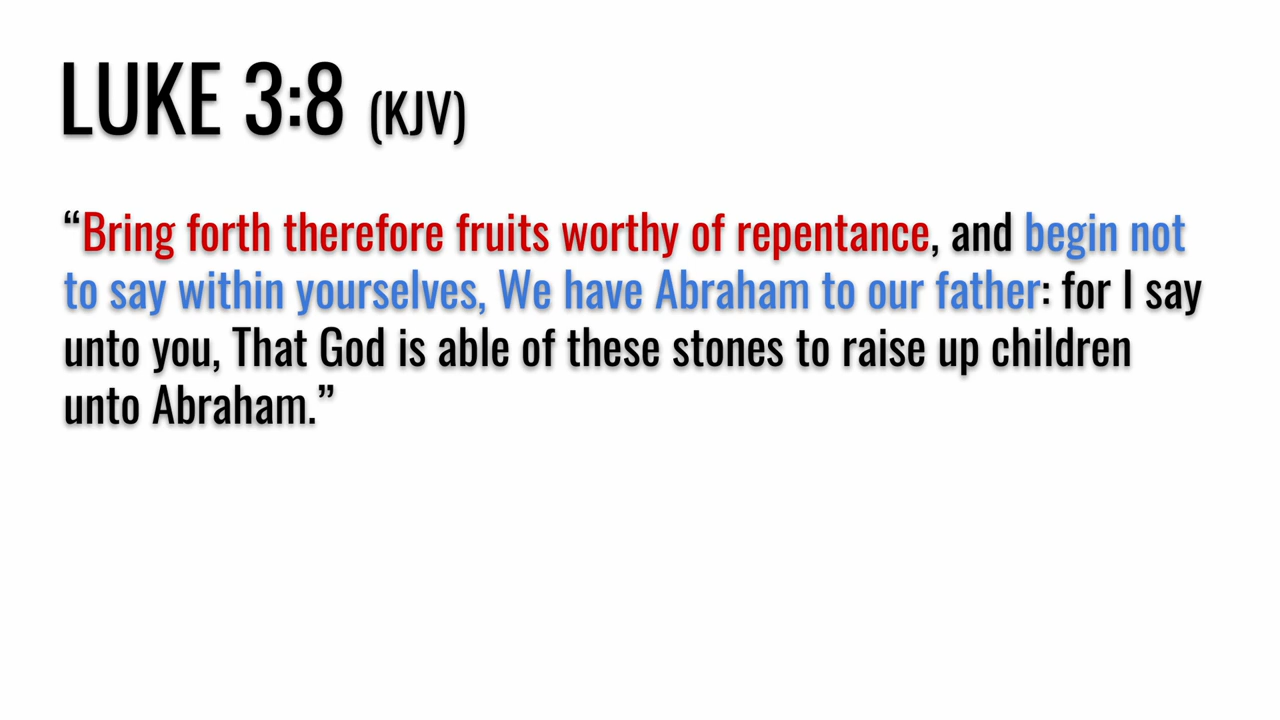 LUKE 3:8 (KJV)
“Bring forth therefore fruits worthy of repentance, and begin not
to say within yourselves, We have Abraham to our father: for I say
unto you, That God is able of these stones to raise up children
unto Abraham.”